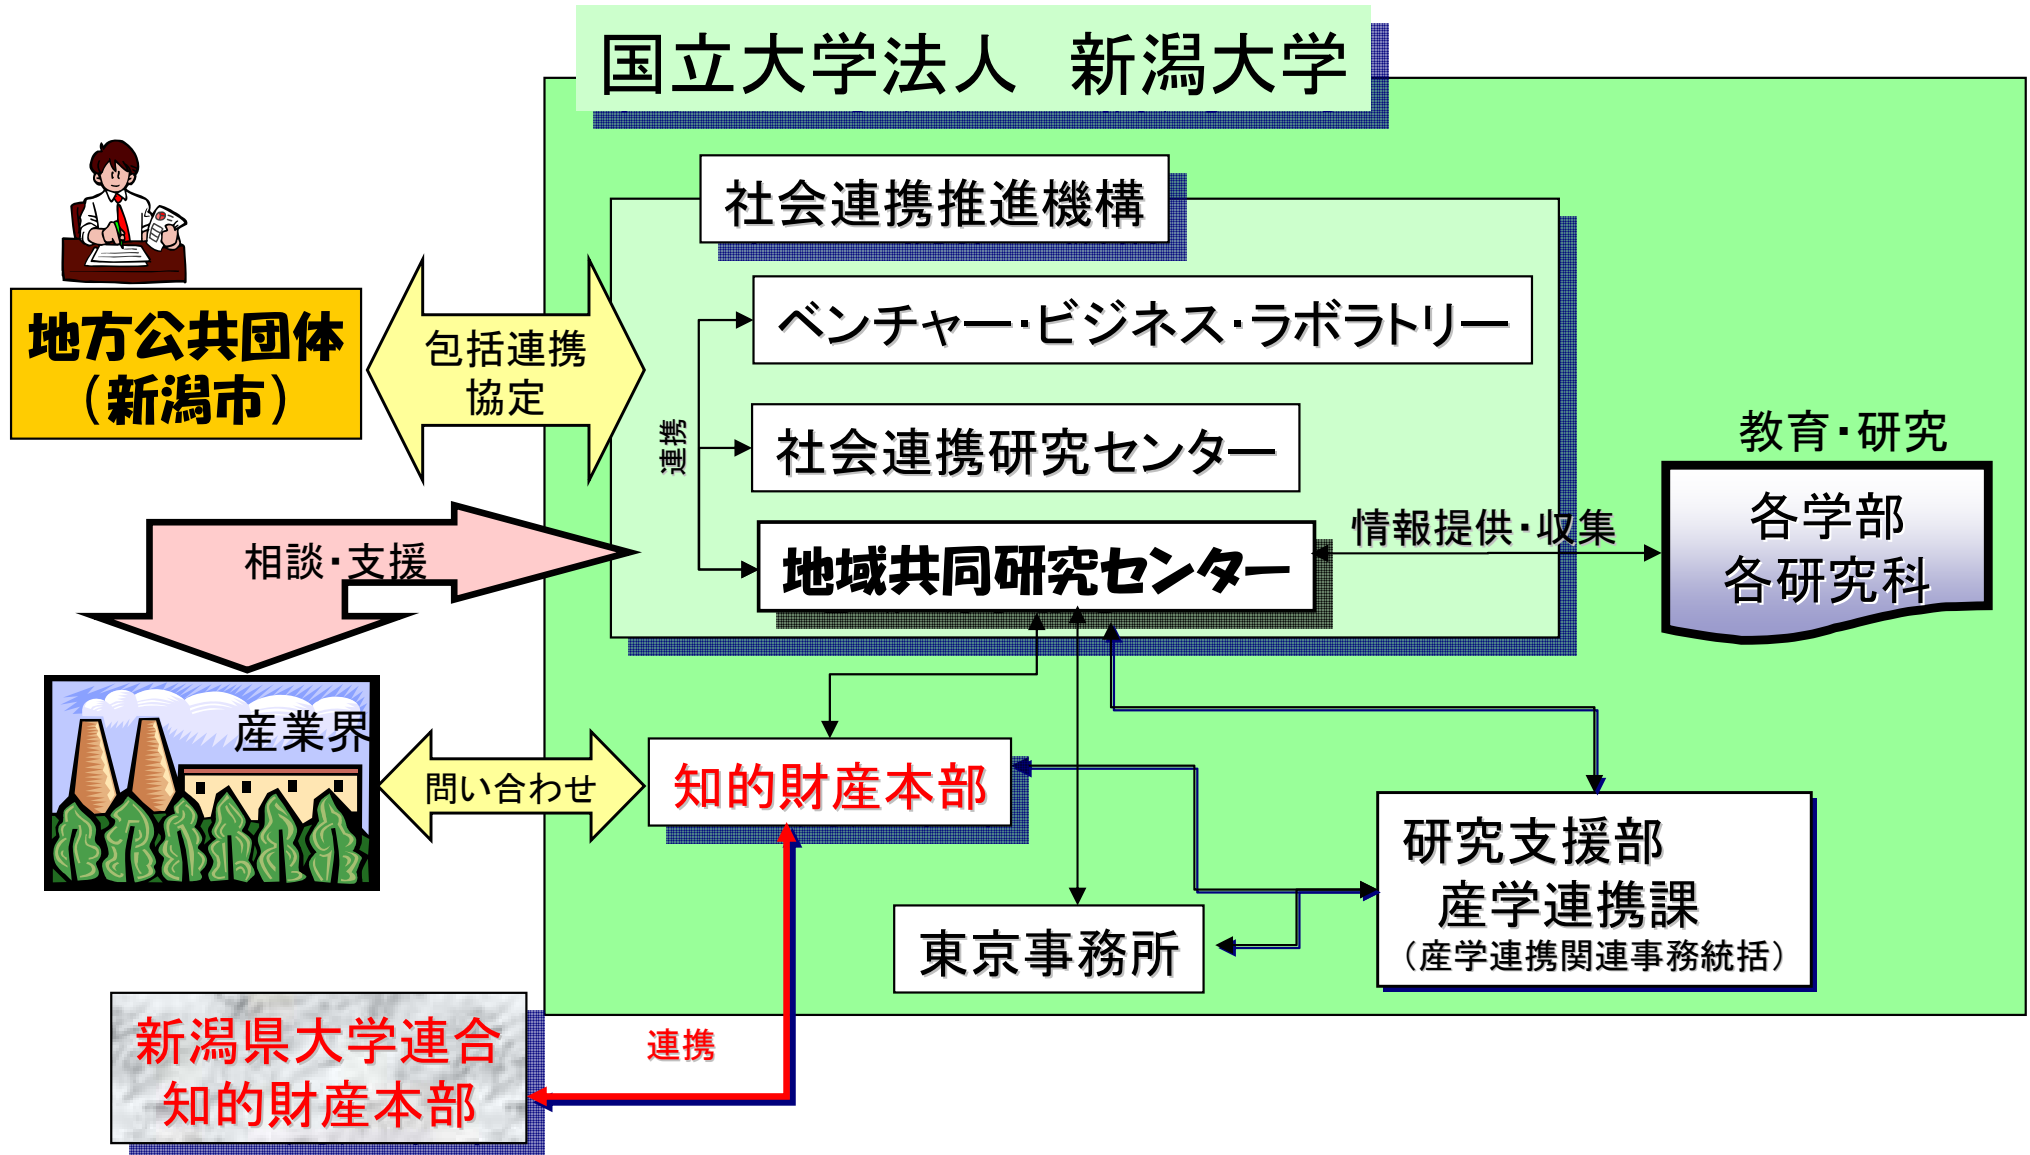 国立大学法人　新潟大学
社会連携推進機構
ベンチャー・ビジネス・ラボラトリー
地方公共団体
（新潟市）
包括連携
協定
連携
社会連携研究センター
教育・研究
各学部
各研究科
情報提供・収集
地域共同研究センター
相談・支援
産業界
問い合わせ
知的財産本部
研究支援部
産学連携課
（産学連携関連事務統括）
東京事務所
新潟県大学連合
知的財産本部
連携